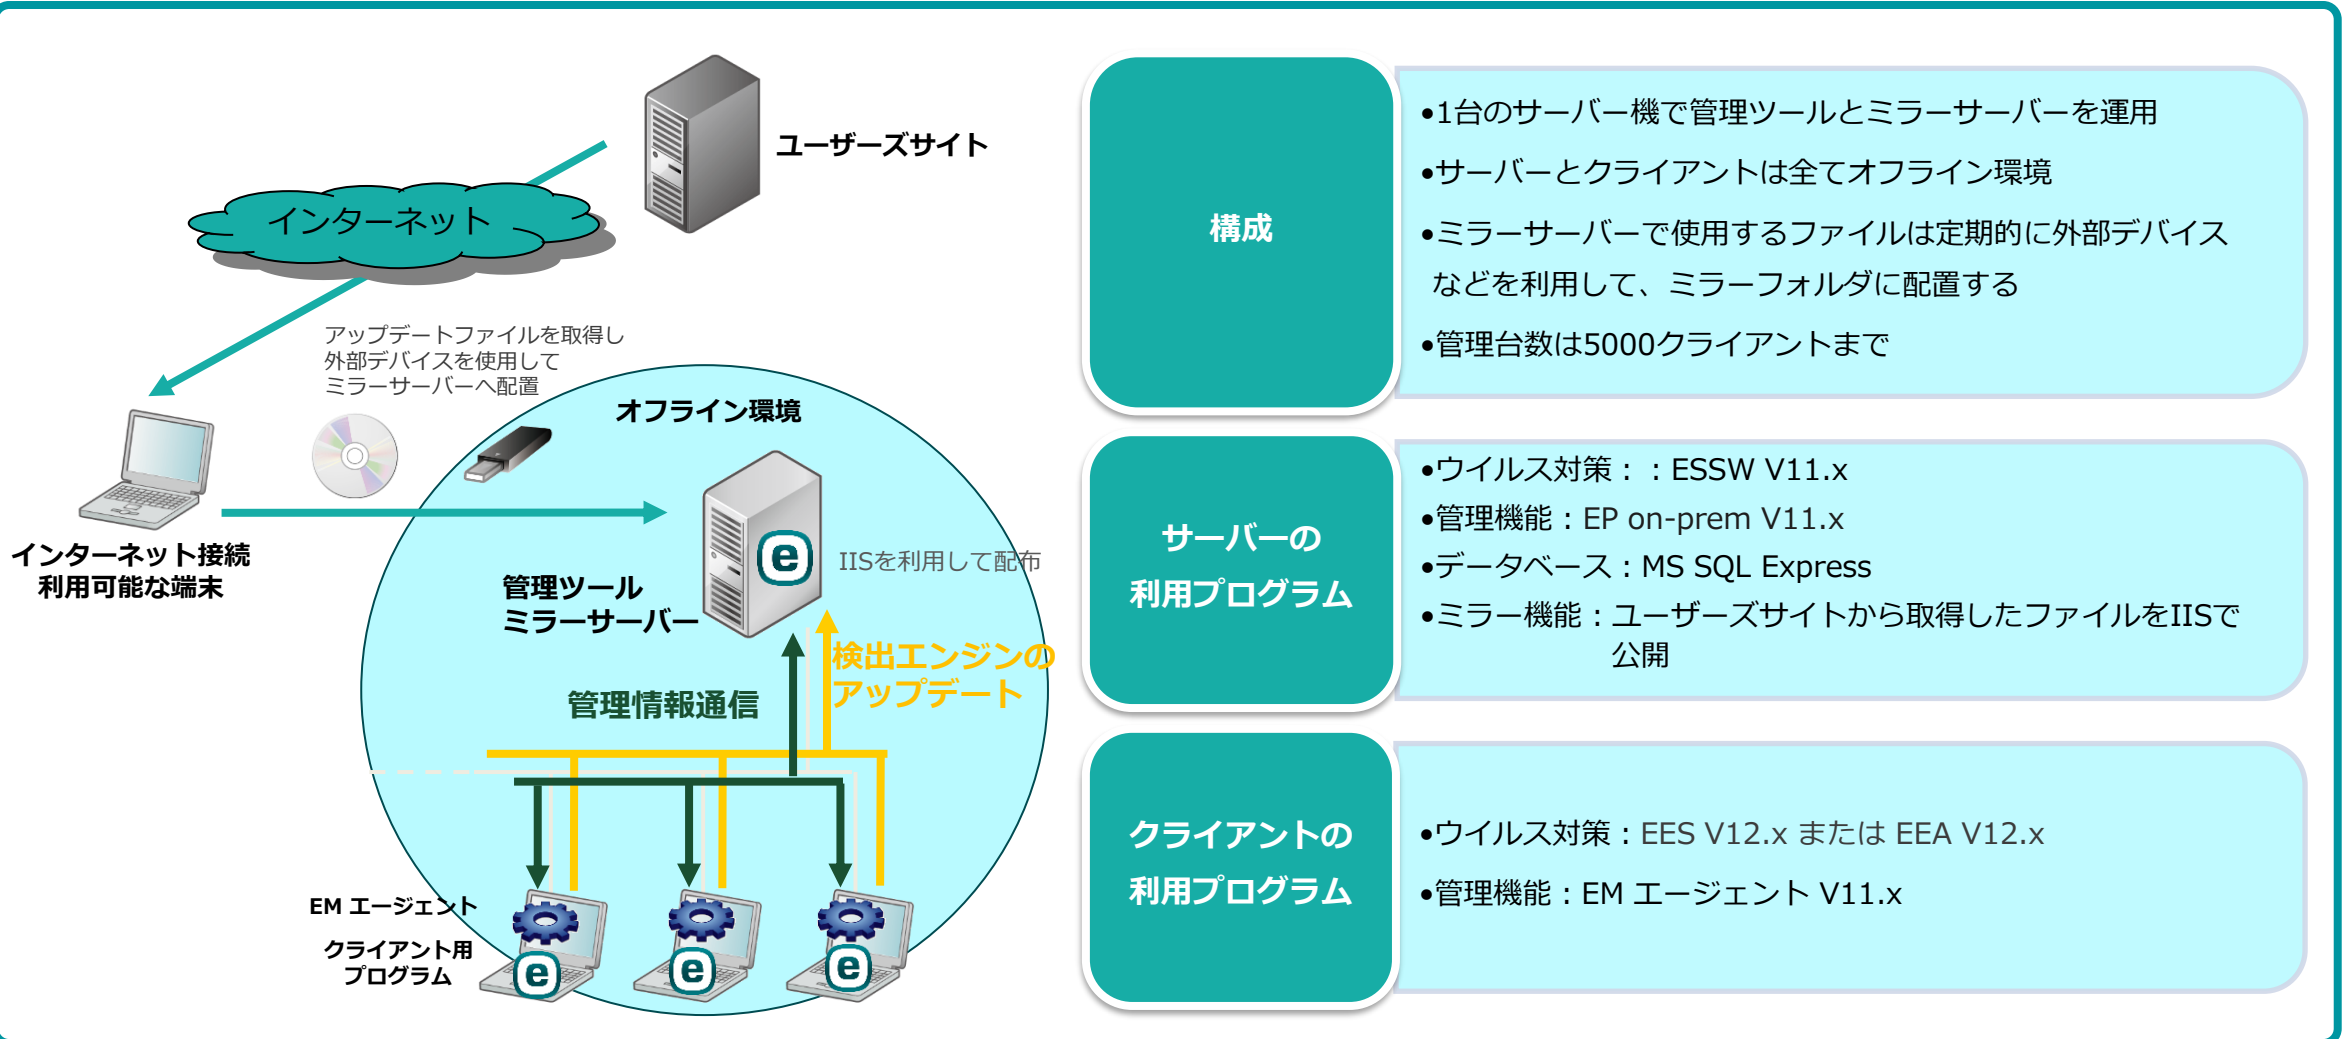 ユーザーズサイト
インターネット
アップデートファイルを取得し
外部デバイスを使用して
ミラーサーバーへ配置
オフライン環境
インターネット接続
利用可能な端末
管理ツール
ミラーサーバー
IISを利用して配布
検出エンジンの
アップデート
管理情報通信
EM エージェント
クライアント用
プログラム
e
e
e
e
構成
•1台のサーバー機で管理ツールとミラーサーバーを運用
•サーバーとクライアントは全てオフライン環境
•ミラーサーバーで使用するファイルは定期的に外部デバイス
などを利用して、ミラーフォルダに配置する
•管理台数は5000クライアントまで
サーバーの
利用プログラム
•ウイルス対策：：ESSW V11.x
•管理機能：EP on-prem V11.x
•データベース：MS SQL Express
•ミラー機能：ユーザーズサイトから取得したファイルをIISで
公開
クライアントの
利用プログラム
•ウイルス対策：EES V12.x または EEA V12.x
•管理機能：EM エージェント V11.x